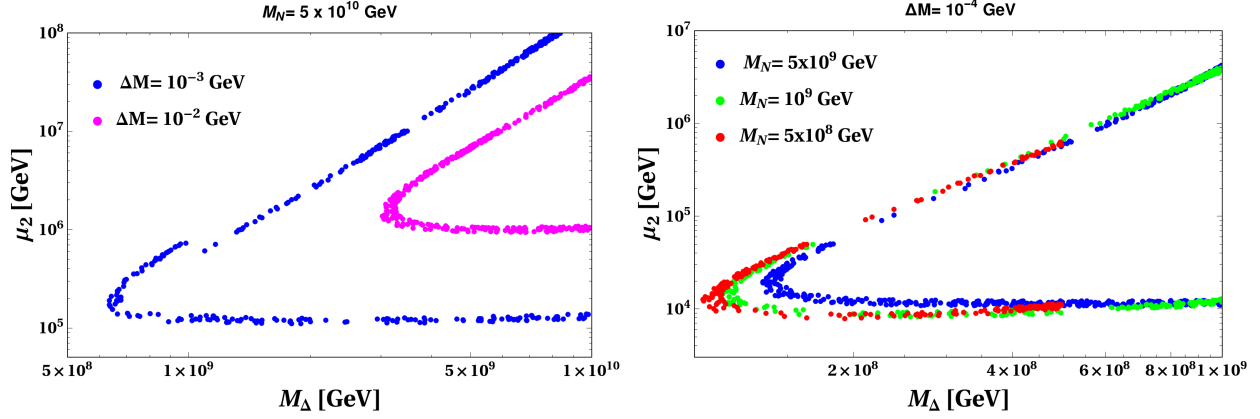 M_N = 5 x 10^10 GeV
10^8
10^7
10^6
10^5
μ_2 [GeV]
ΔM= 10^-3 GeV
ΔM= 10^-2 GeV
5×10^8
1×10^9
5×10^9
1×10^10
M_Δ [GeV]
ΔM= 10^-4 GeV
10^7
10^6
10^5
10^4
μ_2 [GeV]
M_N= 5x10^9 GeV
M_N= 10^9 GeV
M_N= 5x10^8 GeV
2×10^8
4×10^8
6×10^8
8×10^8
1×10^9
M_Δ [GeV]